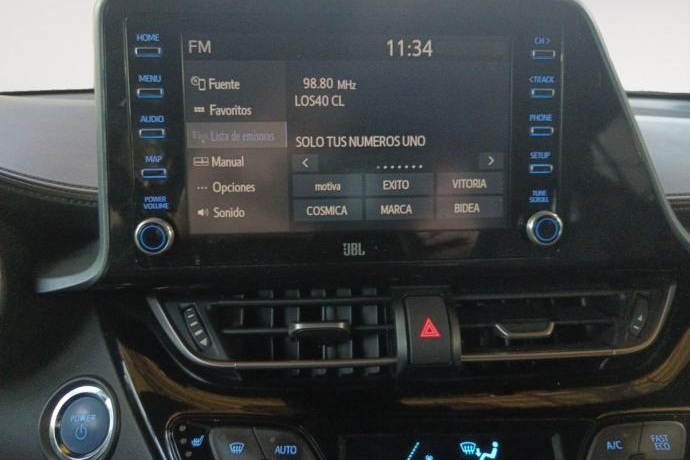 FM 11:34
HOME
MENU
AUDIO
MAP
POWER
VOLUME
Fuente
Favoritos
Lista de emisoras
Manual
Opciones
Sonido
98.80 MHz
LOS40 CL
SOLO TUS NUMEROS UNO
< >
motiva EXITO VITORIA
COSMICA MARCA BIDEA
CH>
<TRACK
PHONE
SETUP
TUNE
SCROLL
JBL
POWER
AUTO
A/C
FAST
ECO